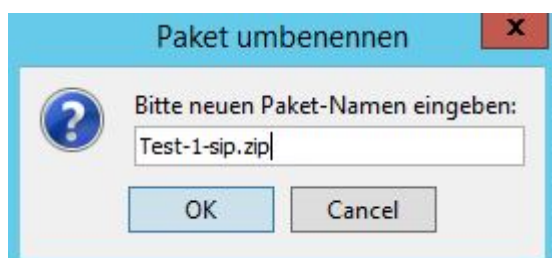 Paket umbenennen
x
?
Bitte neuen Paket-Namen eingeben:
Test-1-sip.zip
OK Cancel